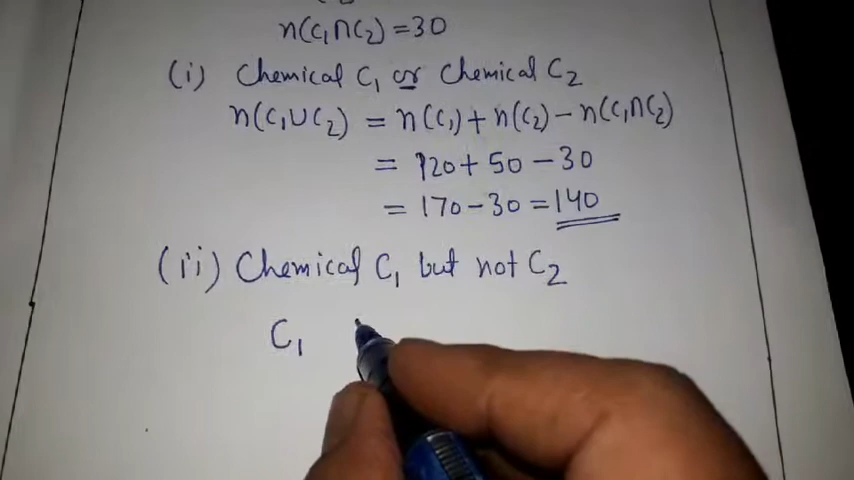 n(C₁∩C₂) = 30
(i) Chemical C₁ or Chemical C₂
n(C₁∪C₂) = n(C₁) + n(C₂) − n(C₁∩C₂)
= 120 + 50 − 30
= 170 − 30 = 140
(ii) Chemical C₁ but not C₂
C₁